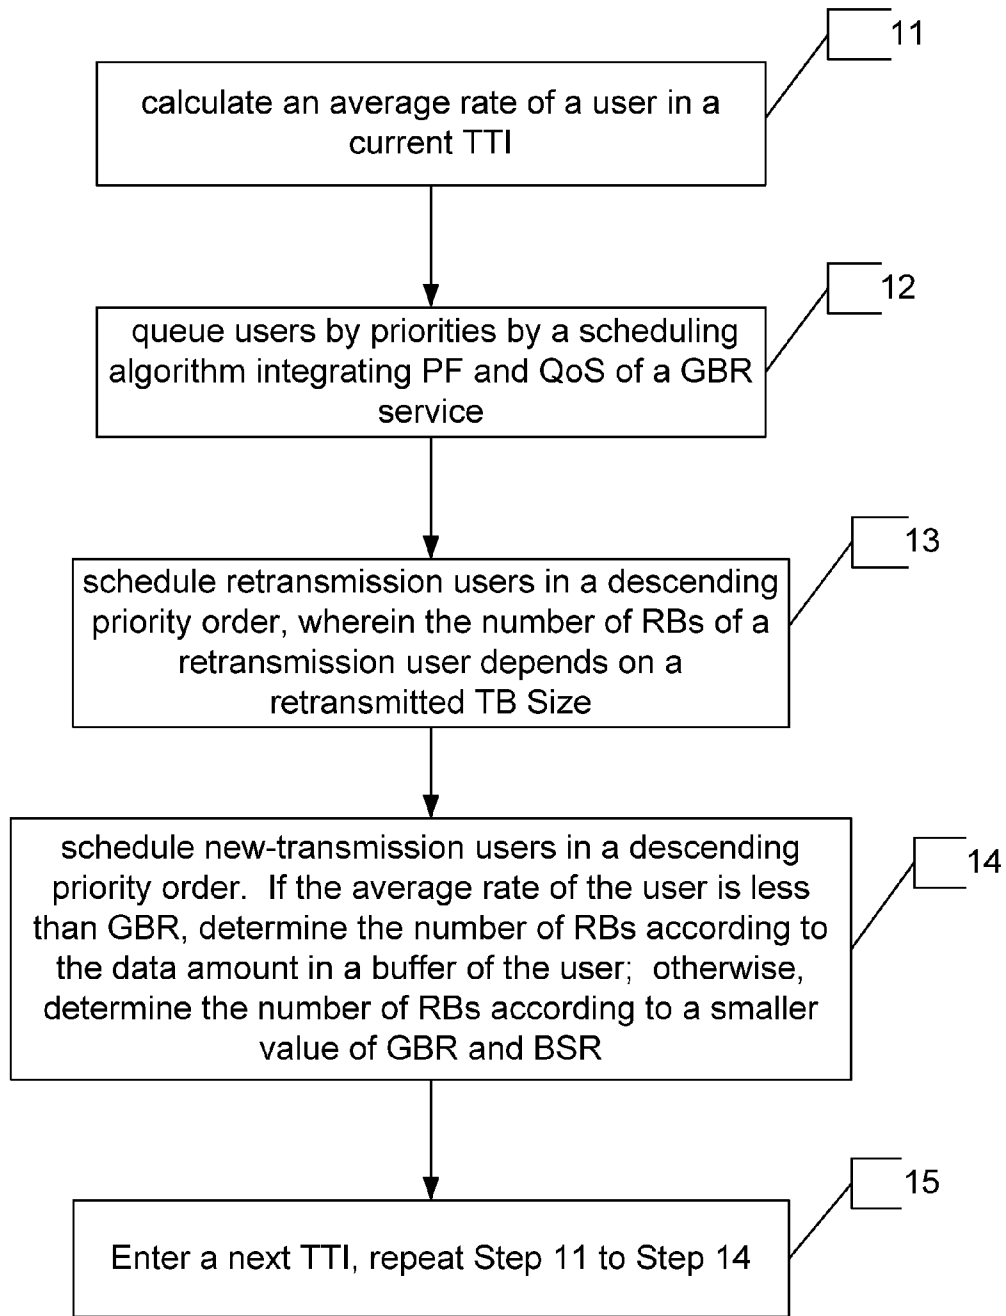 11
calculate an average rate of a user in a
current TTI
12
queue users by priorities by a scheduling
algorithm integrating PF and QoS of a GBR
service
13
schedule retransmission users in a descending
priority order, wherein the number of RBs of a
retransmission user depends on a
retransmitted TB Size
14
schedule new-transmission users in a descending
priority order.  If the average rate of the user is less
than GBR, determine the number of RBs according to
the data amount in a buffer of the user;  otherwise,
determine the number of RBs according to a smaller
value of GBR and BSR
15
Enter a next TTI, repeat Step 11 to Step 14